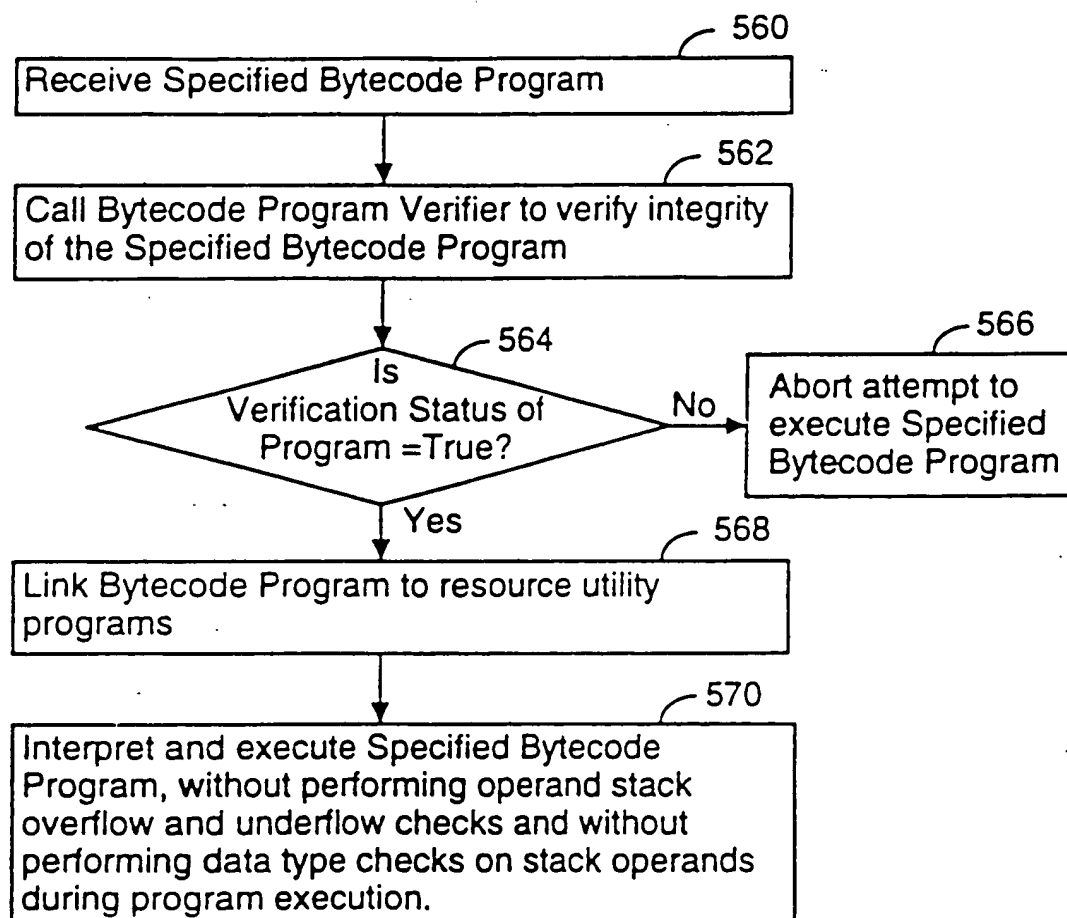 560
Receive Specified Bytecode Program
562
Call Bytecode Program Verifier to verify integrity
of the Specified Bytecode Program
564
Is
Verification Status of
Program =True?
No
566
Abort attempt to
execute Specified
Bytecode Program
Yes
568
Link Bytecode Program to resource utility
programs
570
Interpret and execute Specified Bytecode
Program, without performing operand stack
overflow and underflow checks and without
performing data type checks on stack operands
during program execution.